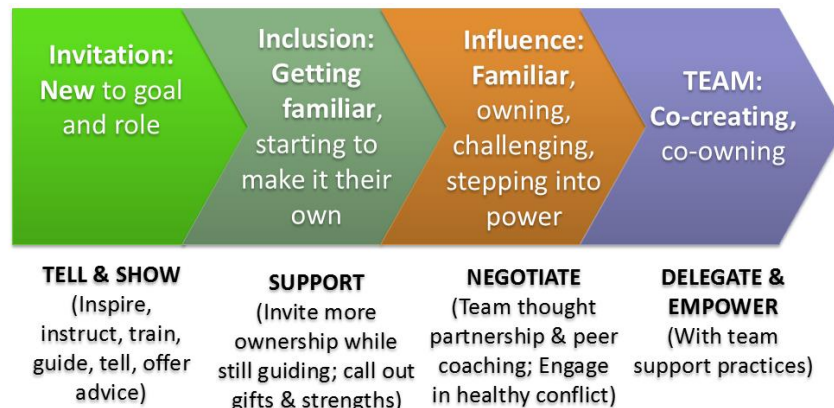 Invitation:
New to goal
and role
Inclusion:
Getting
familiar,
starting to
make it their
own
Influence:
Familiar,
owning,
challenging,
stepping into
power
TEAM:
Co-creating,
co-owning
TELL & SHOW
(Inspire,
instruct, train,
guide, tell, offer
advice)
SUPPORT
(Invite more
ownership while
still guiding; call out
gifts & strengths)
NEGOTIATE
(Team thought
partnership & peer
coaching; Engage
in healthy conflict)
DELEGATE &
EMPOWER
(With team
support practices)